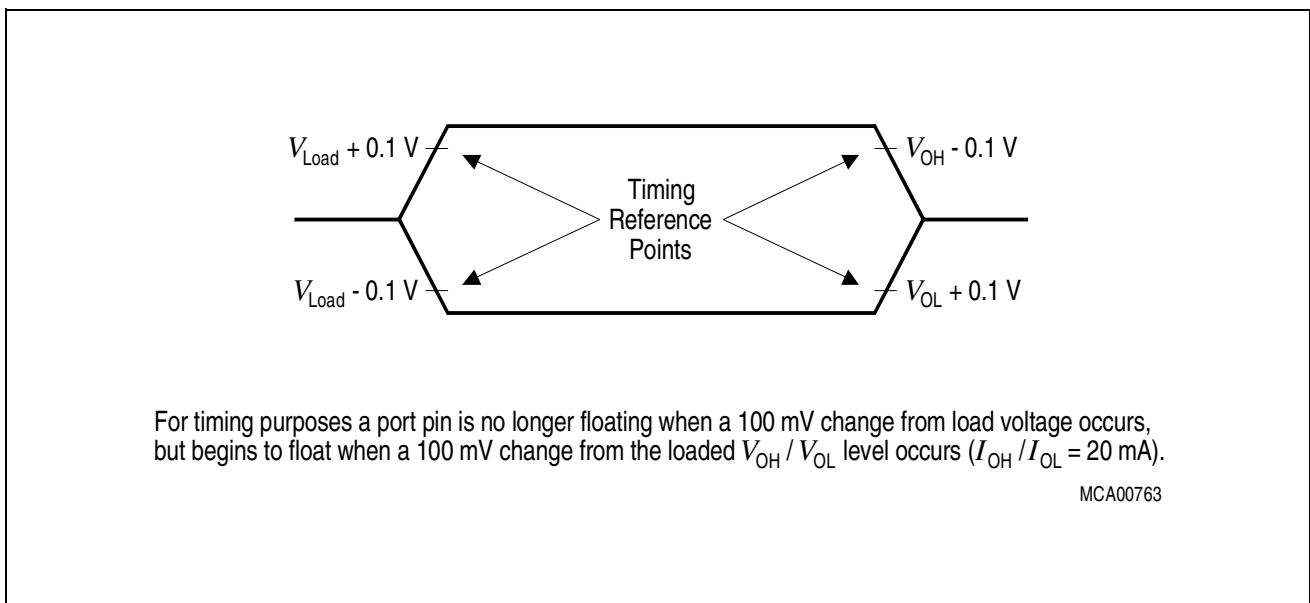 V_Load + 0.1 V
V_OH - 0.1 V
Timing
Reference
Points
V_Load - 0.1 V
V_OL + 0.1 V
For timing purposes a port pin is no longer floating when a 100 mV change from load voltage occurs,
but begins to float when a 100 mV change from the loaded V_OH / V_OL level occurs (I_OH / I_OL = 20 mA).
MCA00763